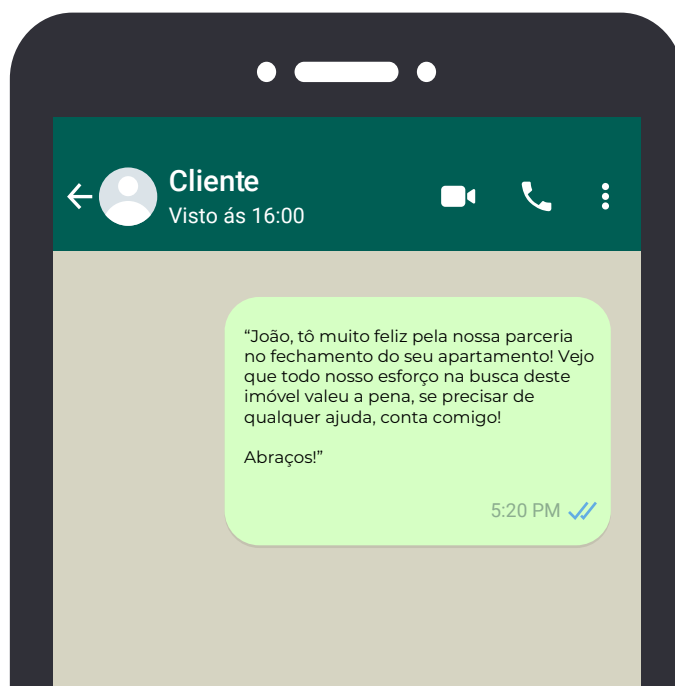 Cliente
Visto ás 16:00
“João, tô muito feliz pela nossa parceria
no fechamento do seu apartamento! Vejo
que todo nosso esforço na busca deste
imóvel valeu a pena, se precisar de
qualquer ajuda, conta comigo!
Abraços!”
5:20 PM